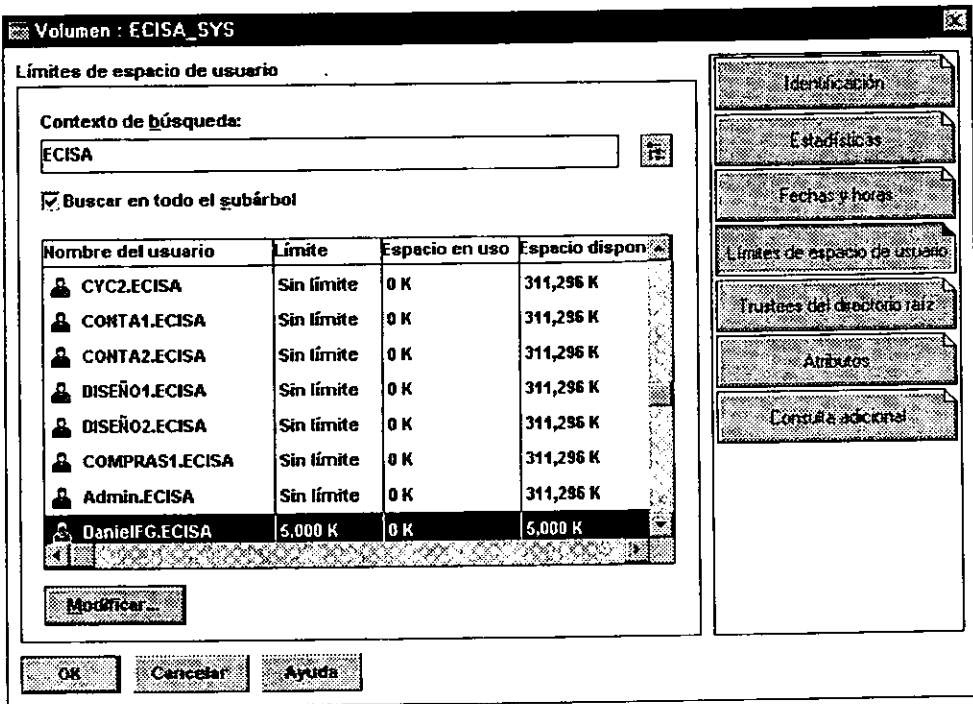 Volumen : ECISA_SYS
Límites de espacio de usuario
Contexto de búsqueda:
ECISA
Buscar en todo el subárbol
Nombre del usuario Límite Espacio en uso Espacio dispon
CYC2.ECISA Sin límite 0 K 311,296 K
CONTA1.ECISA Sin límite 0 K 311,296 K
CONTA2.ECISA Sin límite 0 K 311,296 K
DISEÑO1.ECISA Sin límite 0 K 311,296 K
DISEÑO2.ECISA Sin límite 0 K 311,296 K
COMPRAS1.ECISA Sin límite 0 K 311,296 K
Admin.ECISA Sin límite 0 K 311,296 K
DanielFG.ECISA 5,000 K 0 K 5,000 K
Modificar...
OK Cancelar Ayuda
Identificación
Estadísticas
Fechas y horas
Límites de espacio de usuario
Trustees del directorio raíz
Atributos
Consulta adicional